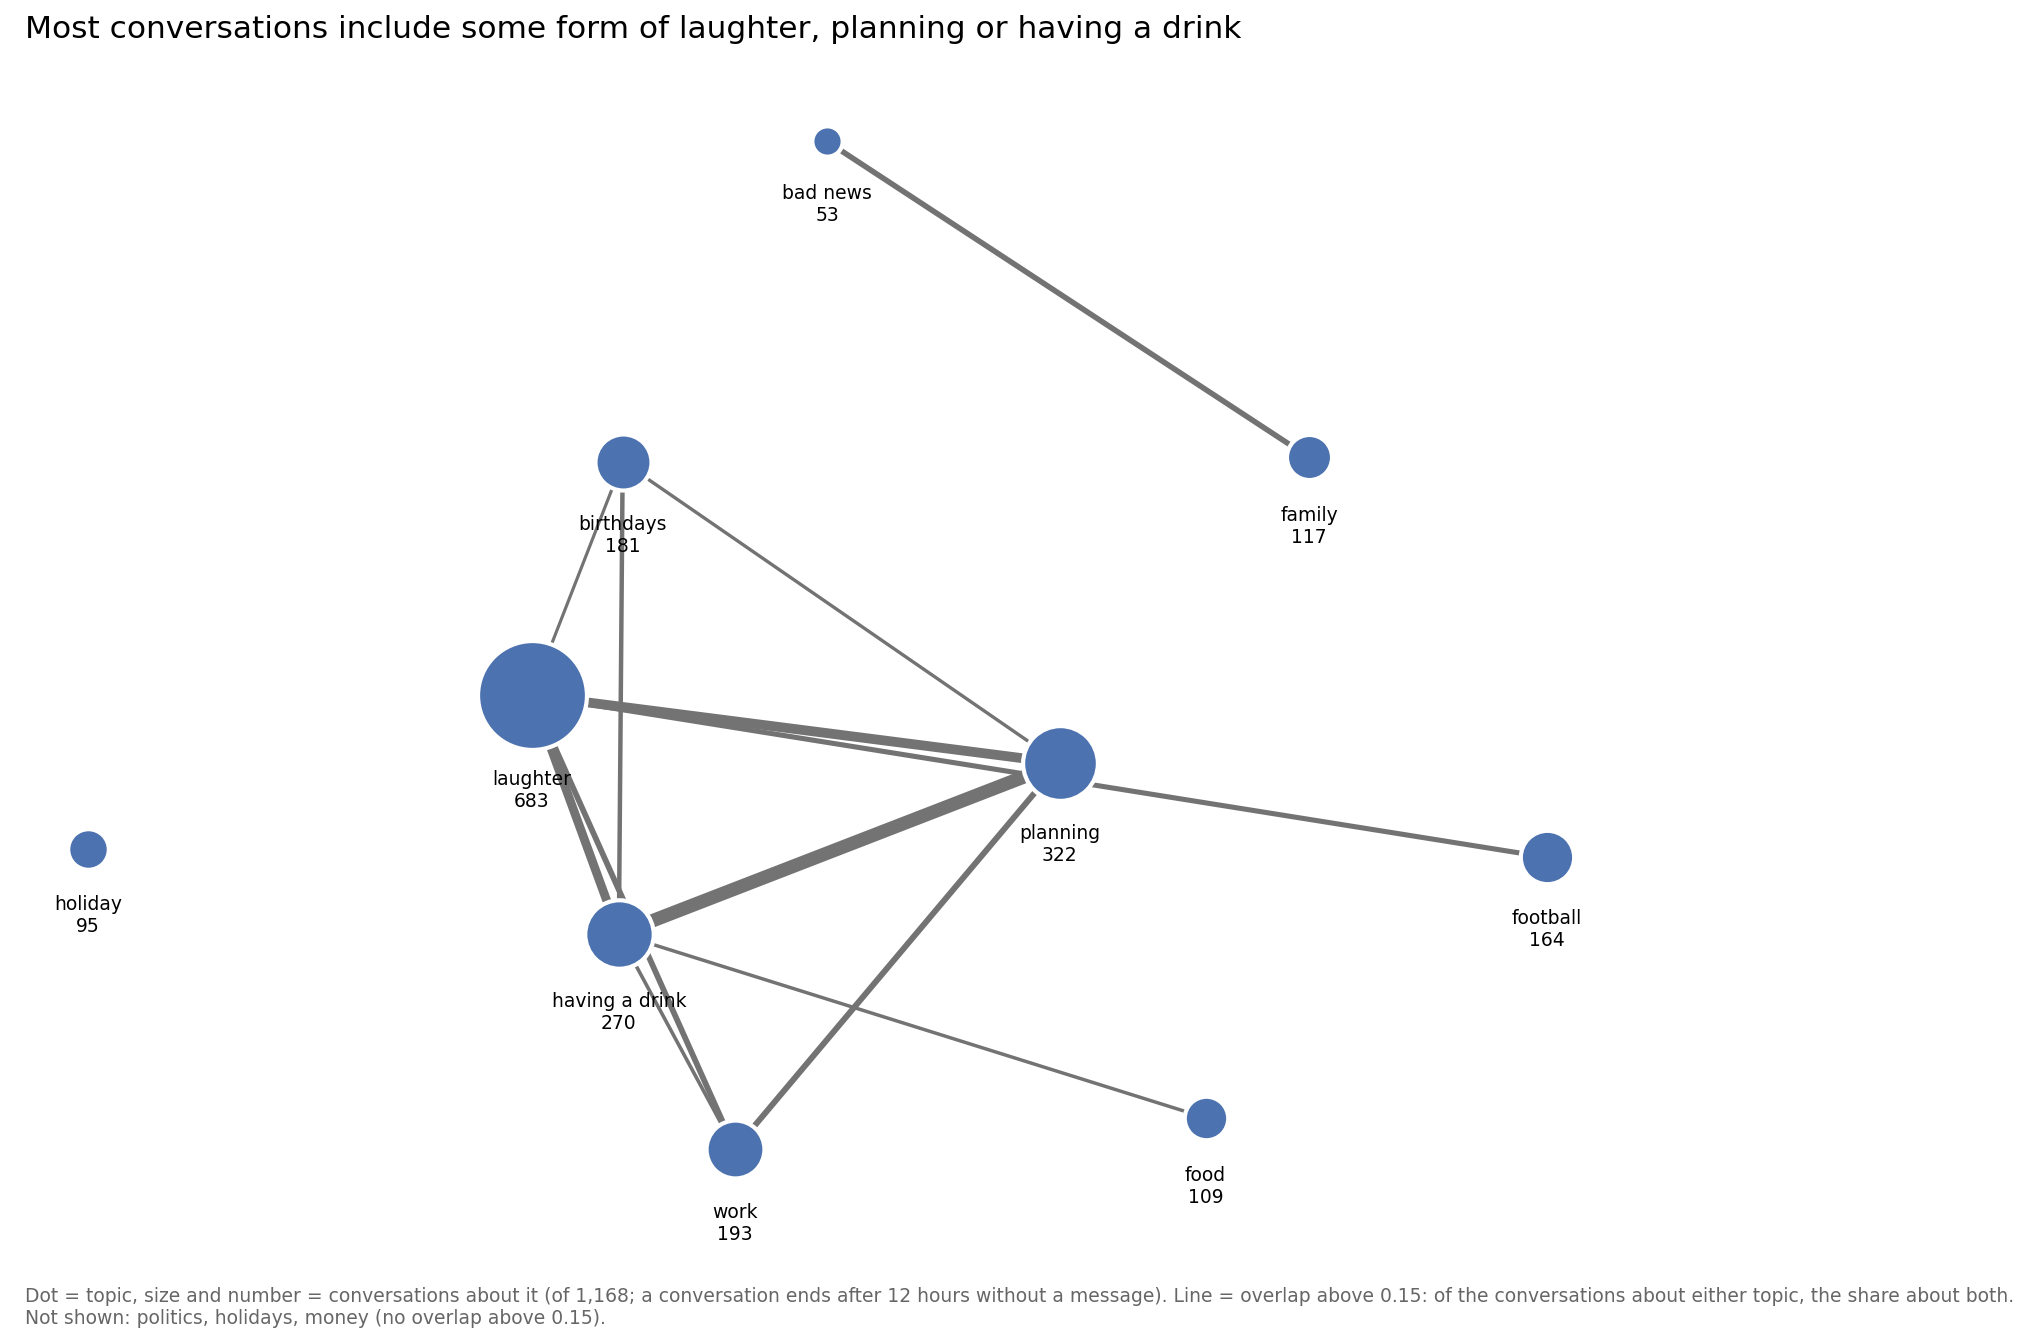 Most conversations include some form of laughter, planning or having a drink
bad news
53
family
117
birthdays
181
laughter
683
planning
322
holiday
95
football
164
having a drink
270
food
109
work
193
Dot = topic, size and number = conversations about it (of 1,168; a conversation ends after 12 hours without a message). Line = overlap above 0.15: of the conversations about either topic, the share about both.
Not shown: politics, holidays, money (no overlap above 0.15).